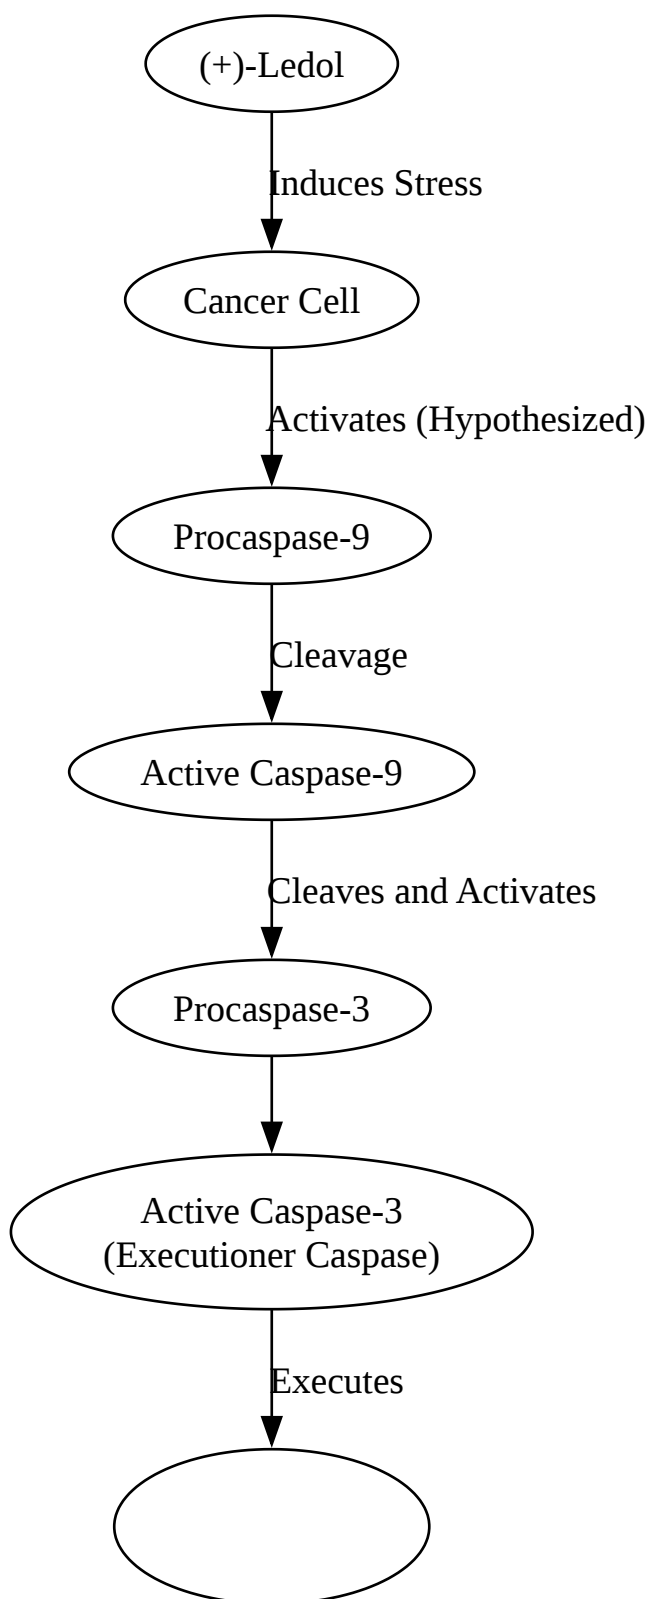 (+)-Ledol
Induces Stress
Cancer Cell
Activates (Hypothesized)
Procaspase-9
Cleavage
Active Caspase-9
Cleaves and Activates
Procaspase-3
Active Caspase-3
(Executioner Caspase)
Executes